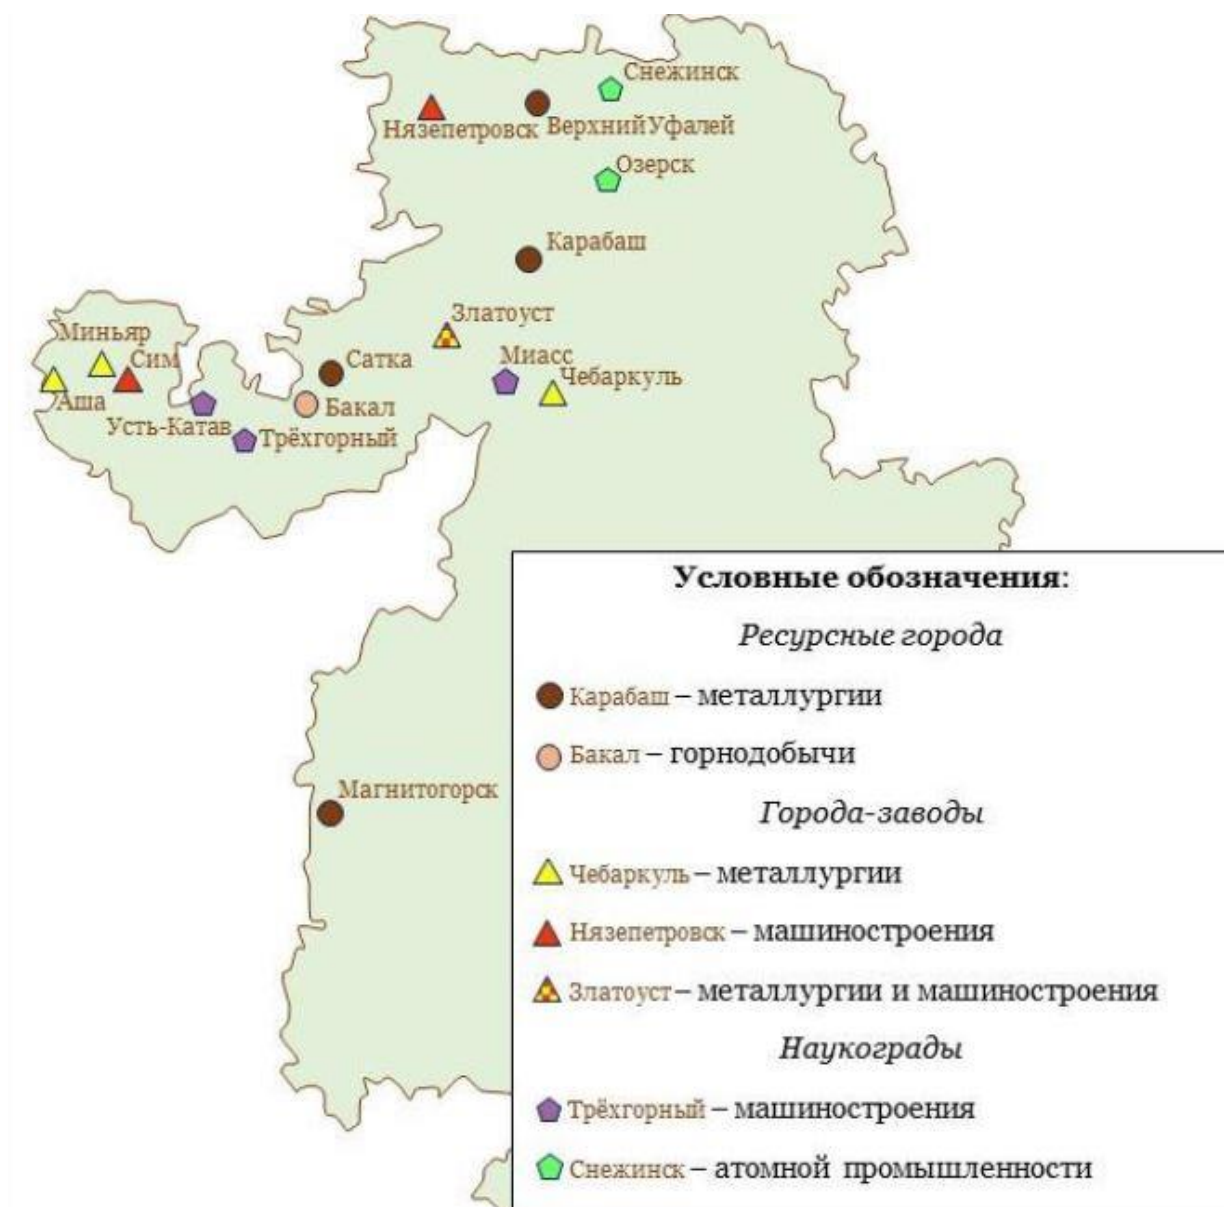 Снежинск
Нязепетровск
Верхний Уфалей
Озерск
Карабаш
Златоуст
Миньяр
Сим
Сатка
Миасс
Чебаркуль
Аша
Бакал
Усть-Катав
Трёхгорный
Условные обозначения:
Ресурсные города
Карабаш – металлургии
Бакал – горнодобычи
Магнитогорск
Города-заводы
Чебаркуль – металлургии
Нязепетровск – машиностроения
Златоуст – металлургии и машиностроения
Наукограды
Трёхгорный – машиностроения
Снежинск – атомной промышленности